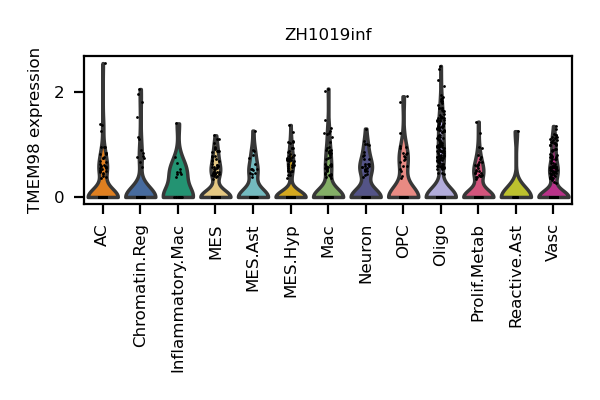 ZH1019inf
TMEM98 expression
2
0
AC
Chromatin.Reg
Inflammatory.Mac
MES
MES.Ast
MES.Hyp
Mac
Neuron
OPC
Oligo
Prolif.Metab
Reactive.Ast
Vasc